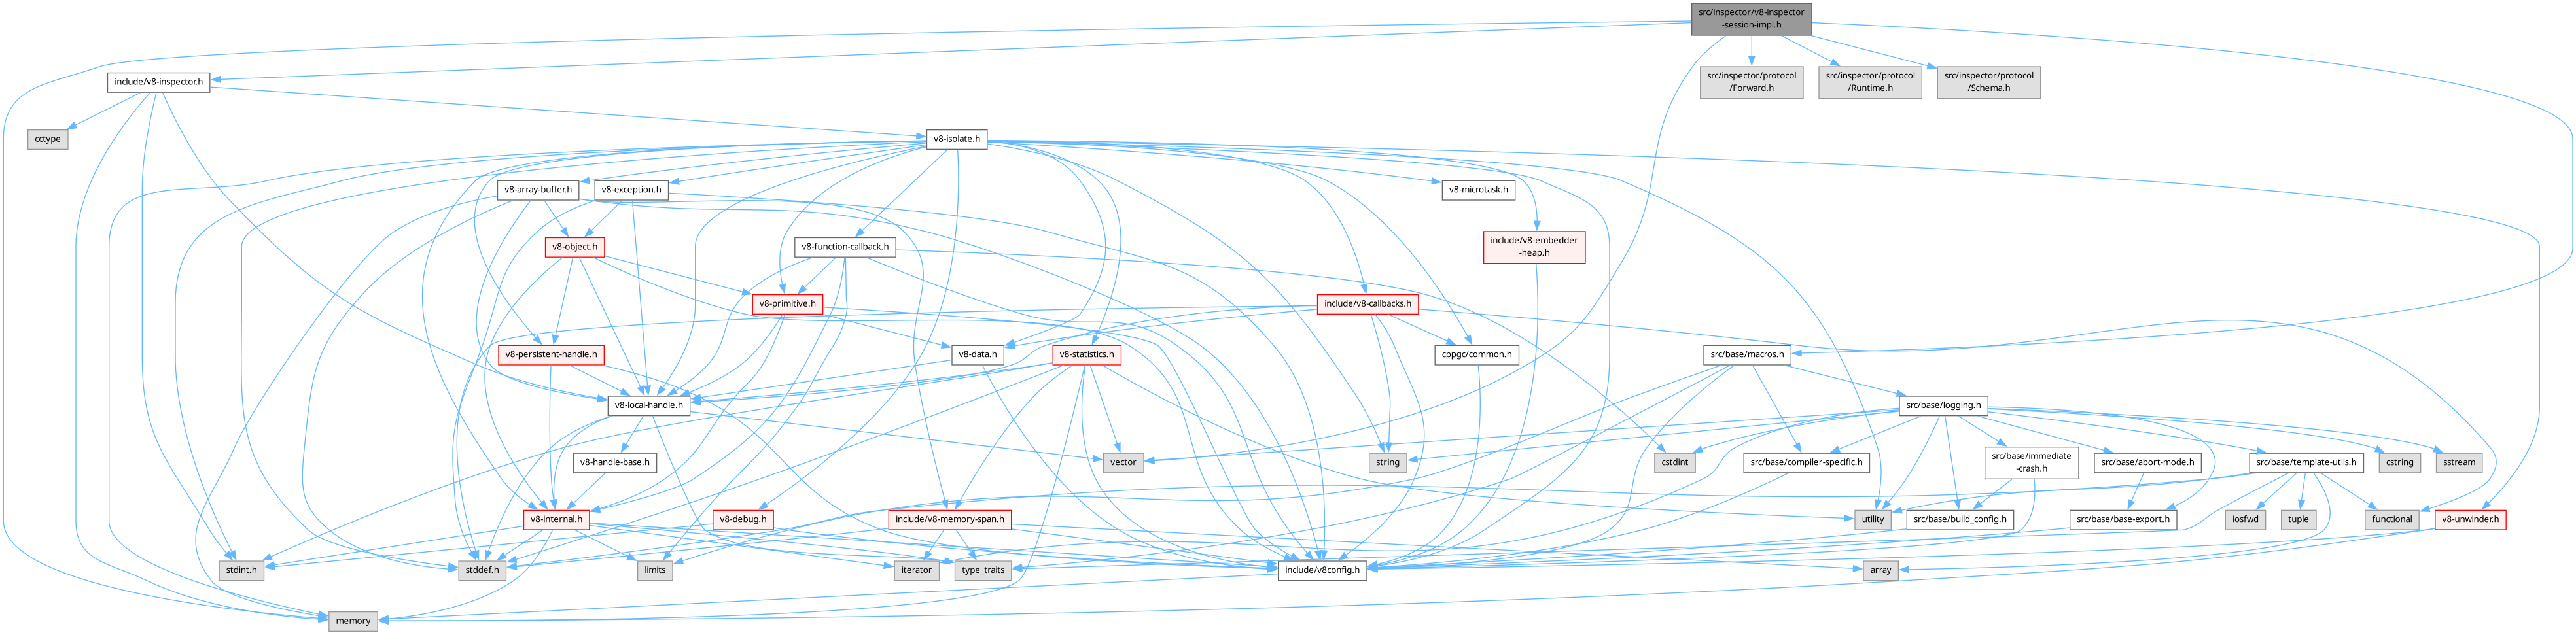 src/inspector/v8-inspector
-session-impl.h
include/v8-inspector.h
src/inspector/protocol
/Forward.h
src/inspector/protocol
/Runtime.h
src/inspector/protocol
/Schema.h
cctype
v8-isolate.h
v8-array-buffer.h
v8-exception.h
v8-microtask.h
v8-object.h
v8-function-callback.h
include/v8-embedder
-heap.h
v8-primitive.h
include/v8-callbacks.h
v8-persistent-handle.h
v8-data.h
v8-statistics.h
cppgc/common.h
src/base/macros.h
v8-local-handle.h
src/base/logging.h
v8-handle-base.h
vector
string
cstdint
src/base/compiler-specific.h
src/base/immediate
-crash.h
src/base/abort-mode.h
src/base/template-utils.h
cstring
sstream
v8-internal.h
v8-debug.h
include/v8-memory-span.h
utility
src/base/build_config.h
src/base/base-export.h
iosfwd
tuple
functional
v8-unwinder.h
stdint.h
stddef.h
limits
iterator
type_traits
include/v8config.h
array
memory